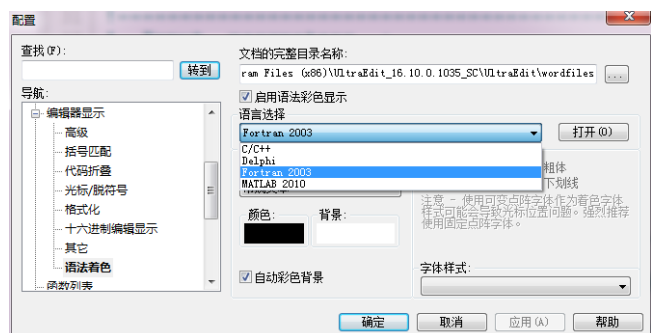 配置
查找(F):
转到
导航:
编辑器显示
高级
括号匹配
代码折叠
光标/脱符号
格式化
十六进制编辑显示
其它
语法着色
函数列表
文档的完整目录名称:
ram Files (x86)\UltraEdit_16.10.0.1035_SC\UltraEdit\wordfiles
...
启用语法彩色显示
语言选择
Fortran 2003
打开(O)
C/C++
Delphi
Fortran 2003
MATLAB 2010
粗体
下划线
注意 - 使用可变点阵字体作为着色字体
样式可能会导致光标位置问题。强烈推荐
使用固定点阵字体。
颜色:
背景:
自动彩色背景
字体样式:
确定
取消
应用(A)
帮助